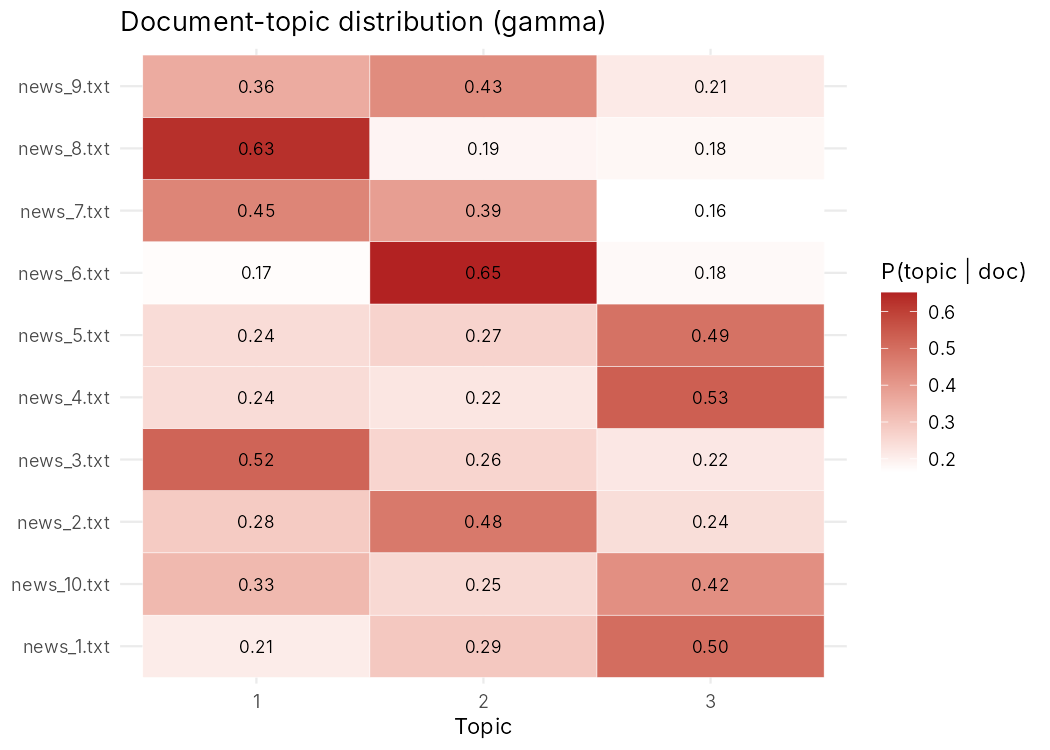 Document-topic distribution (gamma)
news_9.txt 0.36 0.43 0.21
news_8.txt 0.63 0.19 0.18
news_7.txt 0.45 0.39 0.16
news_6.txt 0.17 0.65 0.18
news_5.txt 0.24 0.27 0.49
news_4.txt 0.24 0.22 0.53
news_3.txt 0.52 0.26 0.22
news_2.txt 0.28 0.48 0.24
news_10.txt 0.33 0.25 0.42
news_1.txt 0.21 0.29 0.50
1 2 3
Topic
P(topic | doc)
0.6
0.5
0.4
0.3
0.2